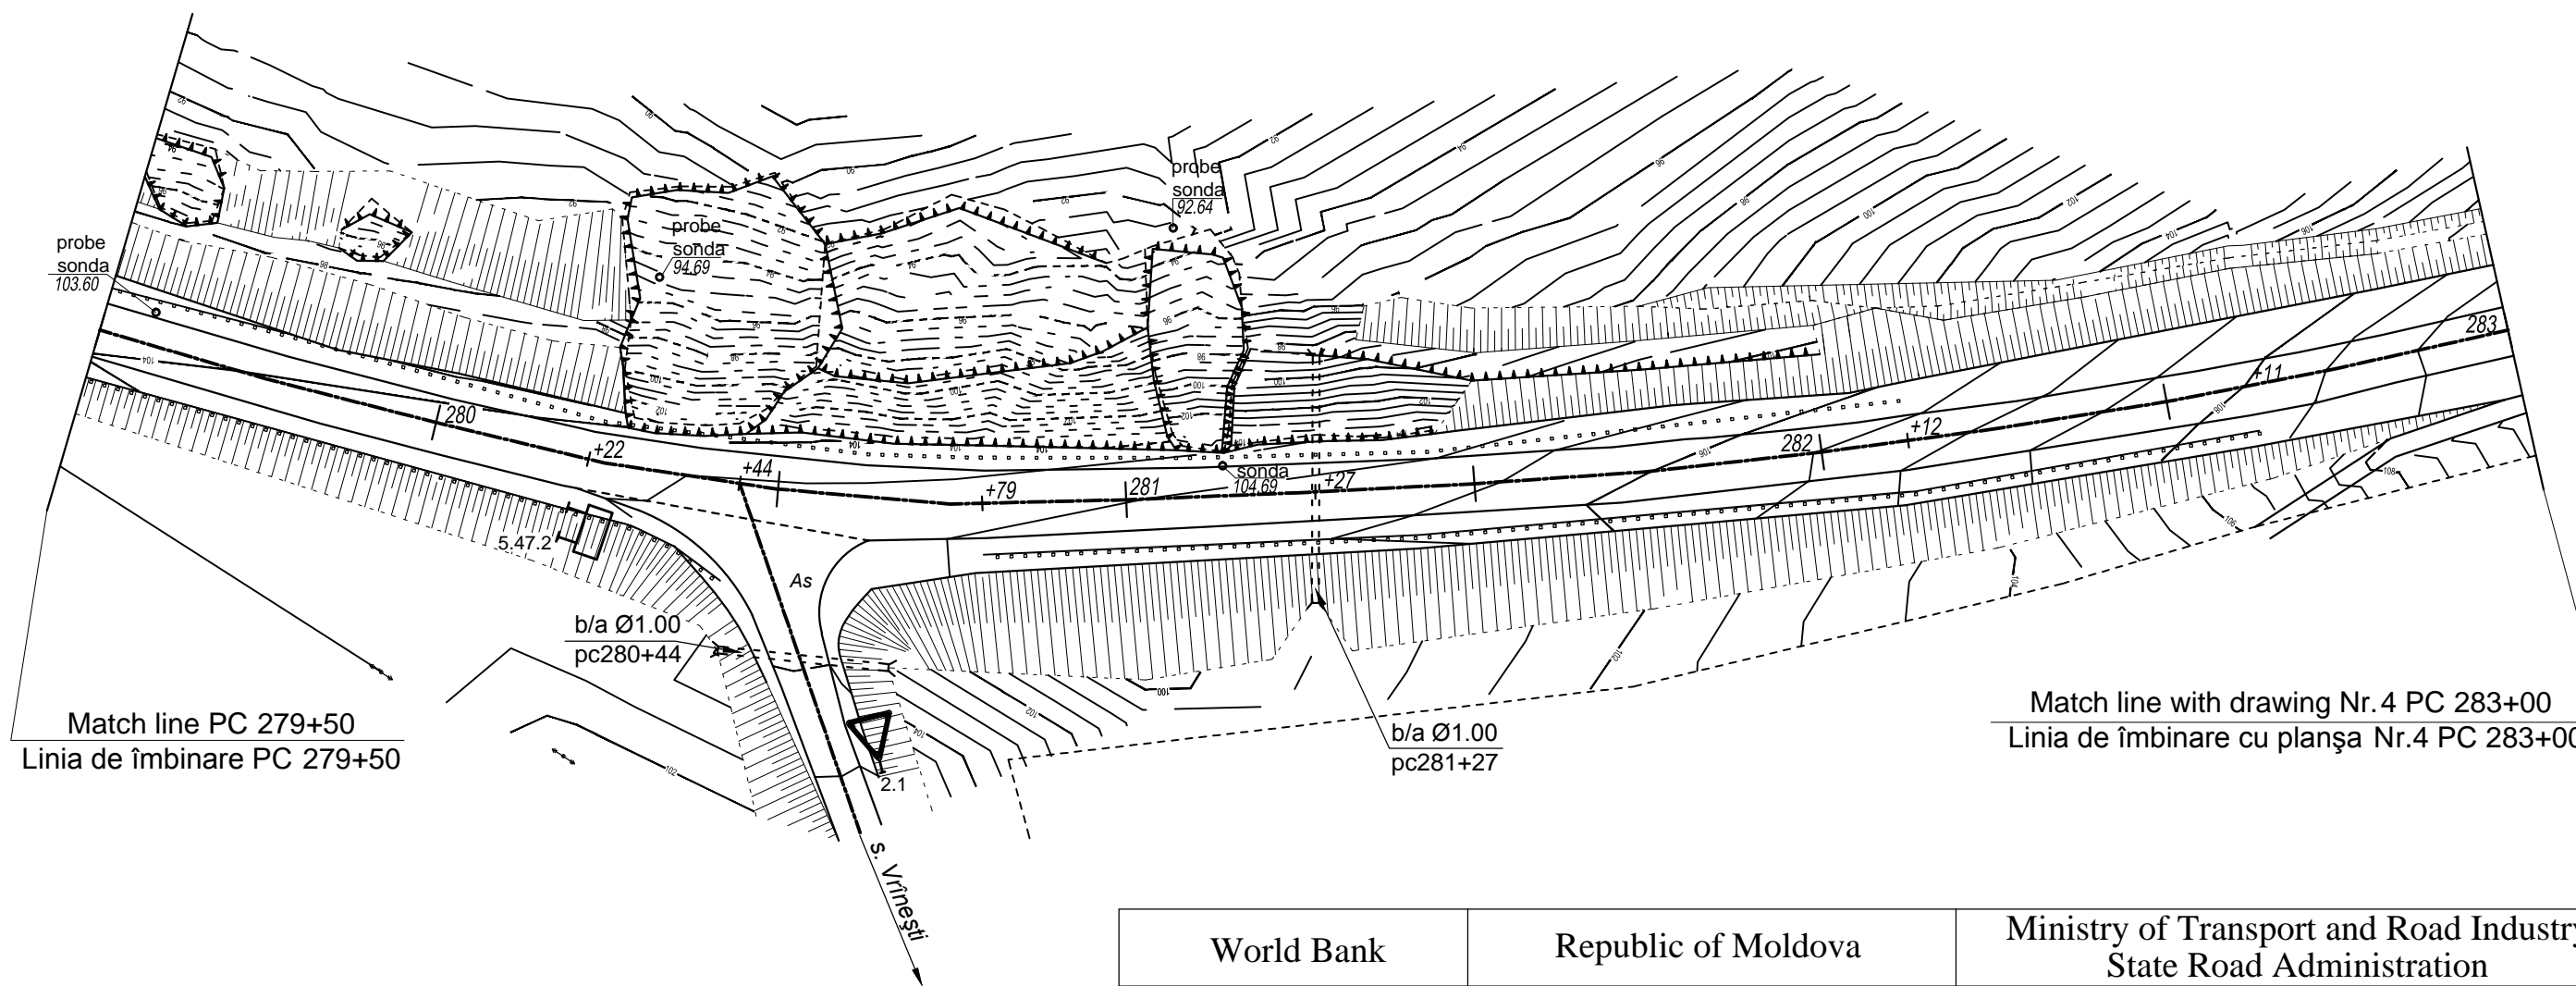 probe
sonda
103.60
probe
sonda
94.69
probe
sonda
92.64
sonda
104.69
280
+22
+44
+79
281
+27
282
+12
+11
283
5.47.2
As
b/a Ø1.00
pc280+44
2.1
b/a Ø1.00
pc281+27
s. Vrîneşti
Match line PC 279+50
Linia de îmbinare PC 279+50
Match line with drawing Nr.4 PC 283+00
Linia de îmbinare cu planşa Nr.4 PC 283+00
World Bank
Republic of Moldova
Ministry of Transport and Road Industry
State Road Administration